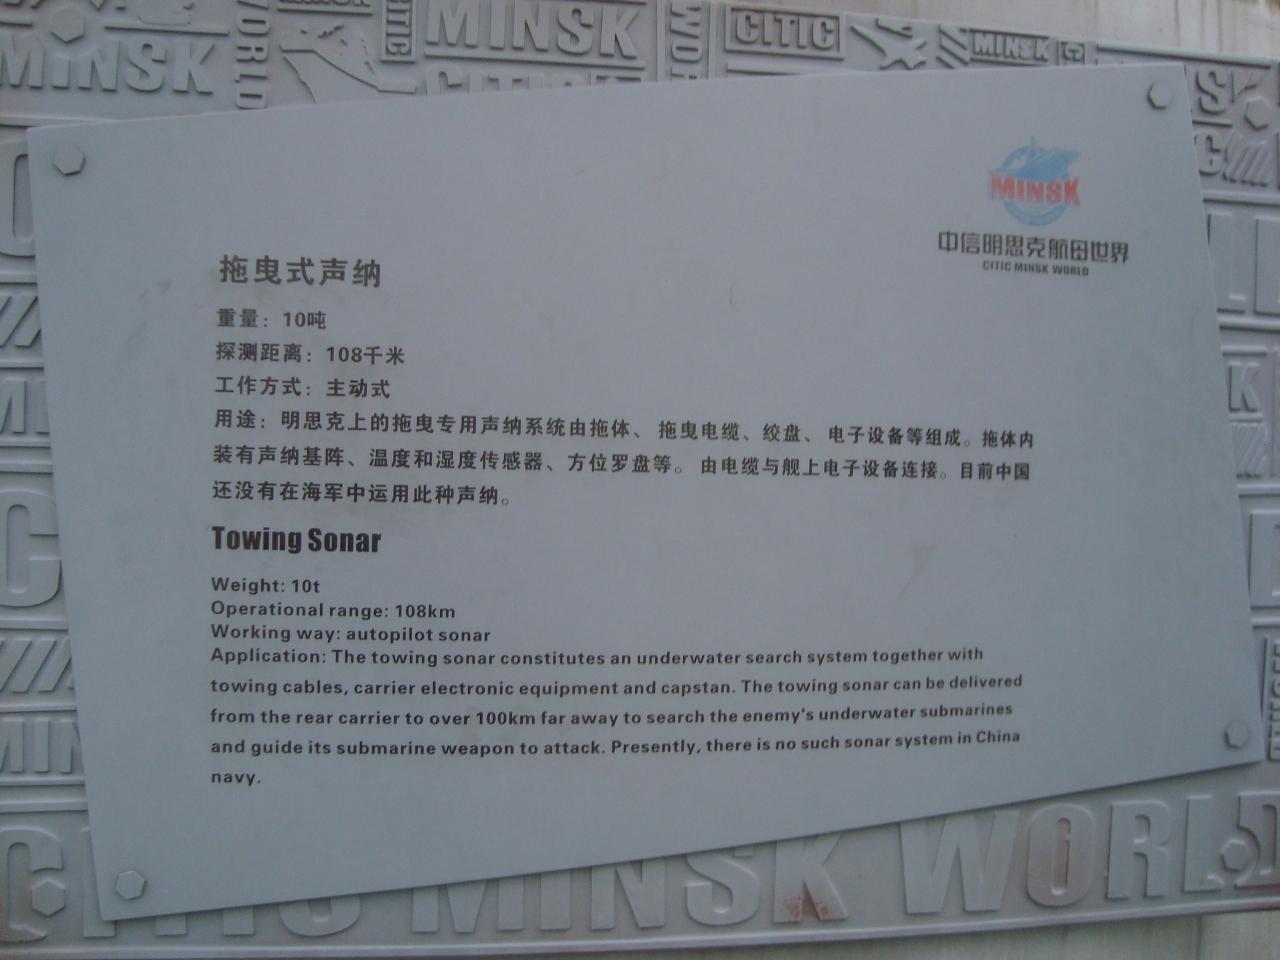 MINSK
CITIC
MINSK
WORLD
CITIC
MINSK
MINSK
中信明思克航母世界
CITIC MINSK WORLD
拖曳式声纳
重量：10吨
探测距离：108千米
工作方式：主动式
用途：明思克上的拖曳专用声纳系统由拖体、拖曳电缆、绞盘、电子设备等组成。拖体内
装有声纳基阵、温度和湿度传感器、方位罗盘等。由电缆与舰上电子设备连接。目前中国
还没有在海军中运用此种声纳。
Towing Sonar
Weight: 10t
Operational range: 108km
Working way: autopilot sonar
Application: The towing sonar constitutes an underwater search system together with
towing cables, carrier electronic equipment and capstan. The towing sonar can be delivered
from the rear carrier to over 100km far away to search the enemy's underwater submarines
and guide its submarine weapon to attack. Presently, there is no such sonar system in China
navy.
CITIC MINSK WORLD